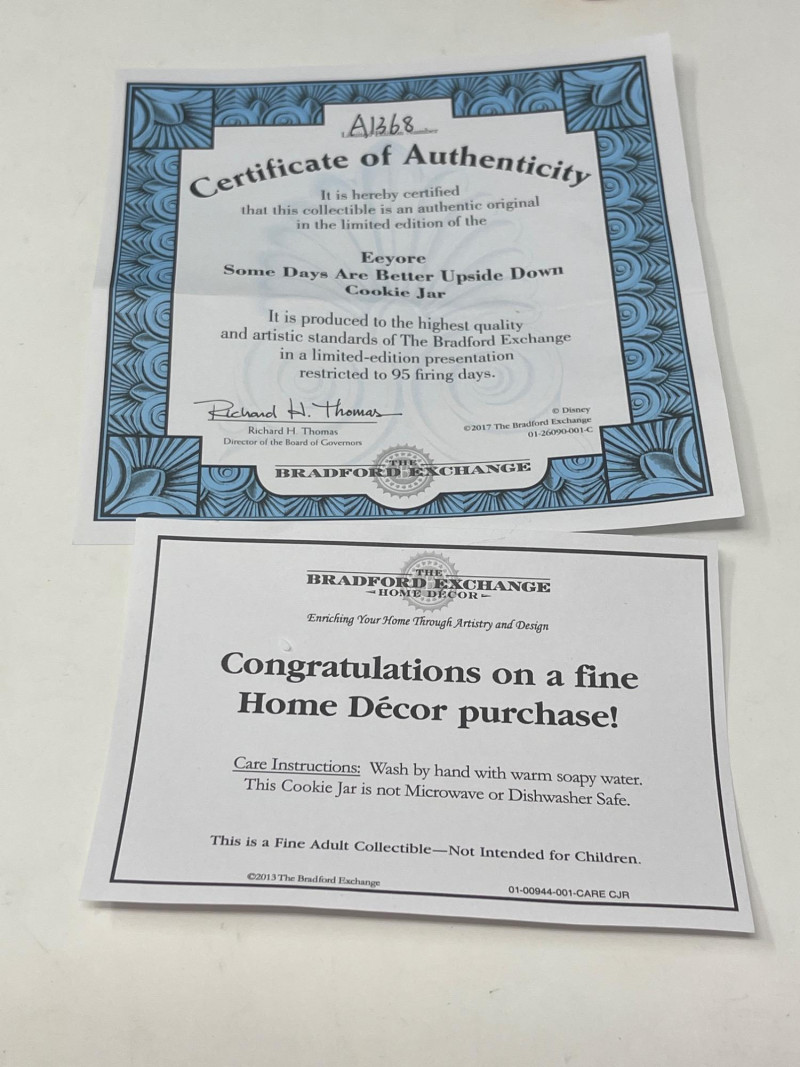 A1368
Certificate of Authenticity
It is hereby certified
that this collectible is an authentic original
in the limited edition of the
Eeyore
Some Days Are Better Upside Down
Cookie Jar
It is produced to the highest quality
and artistic standards of The Bradford Exchange
in a limited-edition presentation
restricted to 95 firing days.
Richard H. Thomas
Richard H. Thomas
Director of the Board of Governors
© Disney
©2017 The Bradford Exchange
01-26090-001-C
THE
BRADFORD EXCHANGE
THE
BRADFORD EXCHANGE
HOME DÉCOR
Enriching Your Home Through Artistry and Design
Congratulations on a fine
Home Décor purchase!
Care Instructions: Wash by hand with warm soapy water.
This Cookie Jar is not Microwave or Dishwasher Safe.
This is a Fine Adult Collectible—Not Intended for Children.
©2013 The Bradford Exchange
01-00944-001-CARE CJR